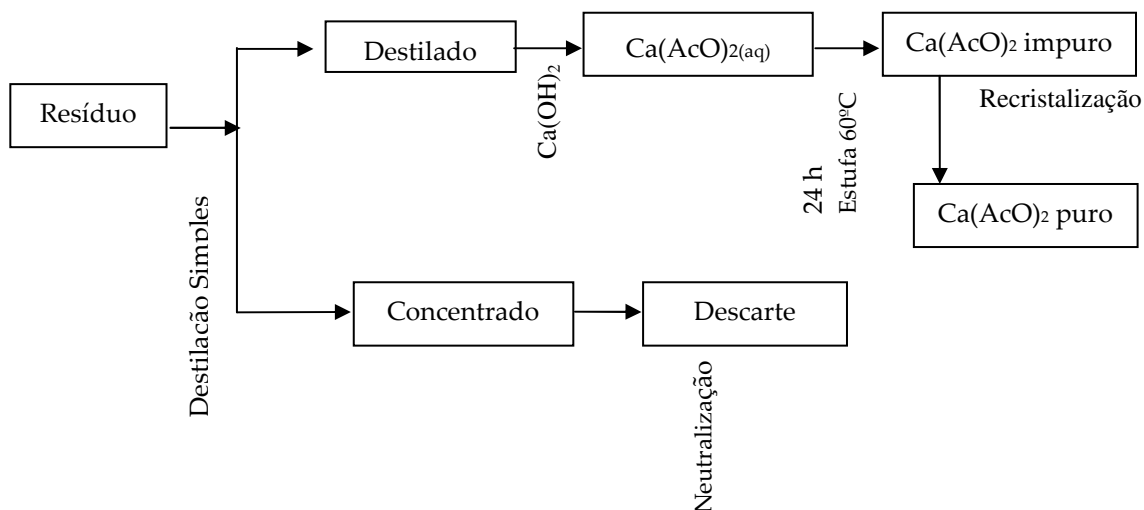 Resíduo
Destilação Simples
Destilado
Ca(OH)₂
Ca(AcO)₂(aq)
24 h
Estufa 60ºC
Ca(AcO)₂ impuro
Recristalização
Ca(AcO)₂ puro
Concentrado
Neutralização
Descarte